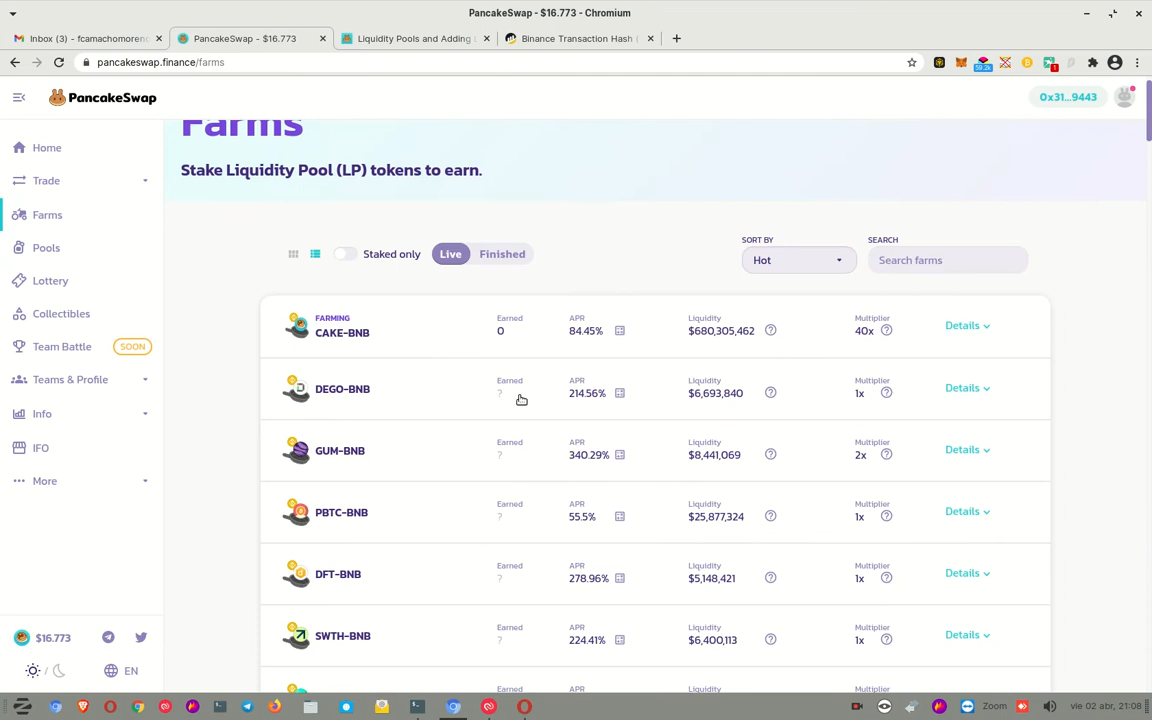 PancakeSwap - $16.773 - Chromium
Inbox (3) - fcamachomoreno
PancakeSwap - $16.773
Liquidity Pools and Adding
Binance Transaction Hash (
pancakeswap.finance/farms
59.2k
1
PancakeSwap
0x31...9443
Home
Trade
Farms
Pools
Lottery
Collectibles
Team Battle
SOON
Teams & Profile
Info
IFO
More
$16.773
/
EN
Farms
Stake Liquidity Pool (LP) tokens to earn.
Staked only
Live
Finished
SORT BY
Hot
SEARCH
Search farms
FARMING
CAKE-BNB
Earned
0
APR
84.45%
Liquidity
$680,305,462
Multiplier
40x
Details
DEGO-BNB
Earned
?
APR
214.56%
Liquidity
$6,693,840
Multiplier
1x
Details
GUM-BNB
Earned
?
APR
340.29%
Liquidity
$8,441,069
Multiplier
2x
Details
PBTC-BNB
Earned
?
APR
55.5%
Liquidity
$25,877,324
Multiplier
1x
Details
DFT-BNB
Earned
?
APR
278.96%
Liquidity
$5,148,421
Multiplier
1x
Details
SWTH-BNB
Earned
?
APR
224.41%
Liquidity
$6,400,113
Multiplier
1x
Details
Zoom
vie 02 abr, 21:08